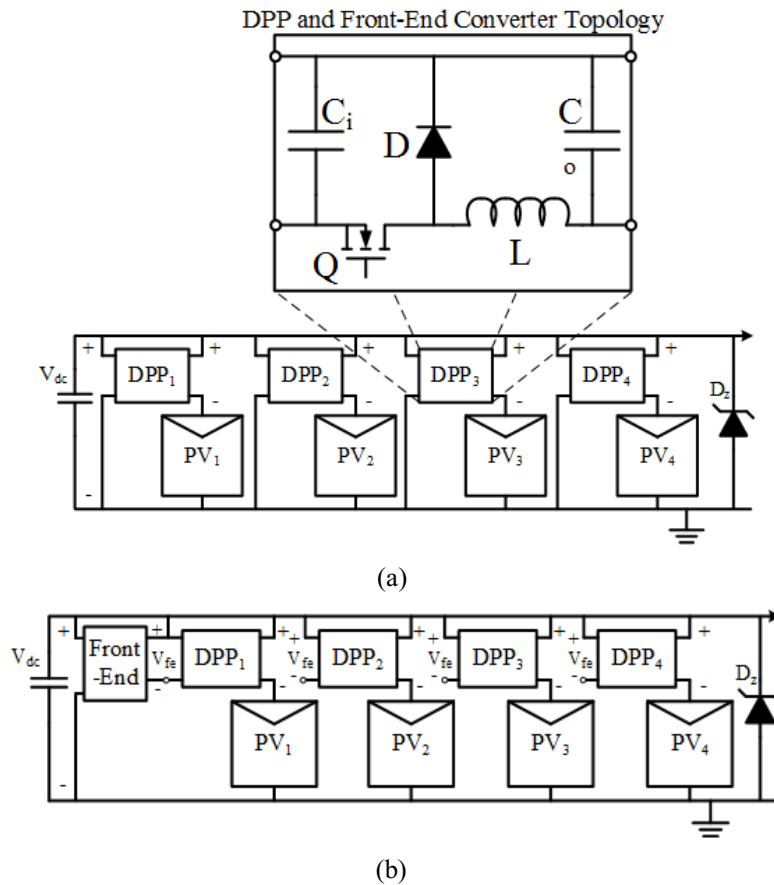 DPP and Front-End Converter Topology
Ci
D
C
o
Q
L
Vdc
+
-
DPP1
+
-
PV1
DPP2
+
-
PV2
+
DPP3
+
-
PV3
DPP4
+
-
PV4
Dz
(a)
Vdc
+
-
Front
-End
+
Vfe
-
DPP1
+
-
PV1
+
Vfe
-
DPP2
+
-
PV2
+
Vfe
-
DPP3
+
-
PV3
+
Vfe
-
DPP4
+
-
PV4
Dz
(b)